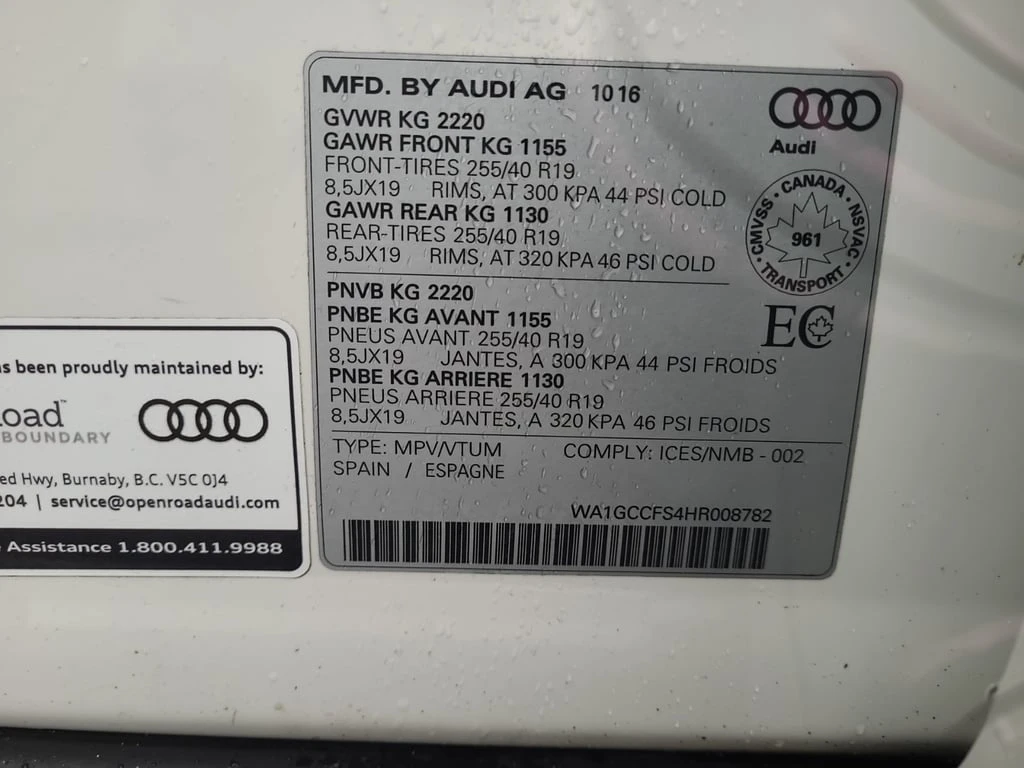 MFD. BY AUDI AG 10 16
GVWR KG 2220
GAWR FRONT KG 1155
FRONT-TIRES 255/40 R19
8,5JX19 RIMS, AT 300 KPA 44 PSI COLD
GAWR REAR KG 1130
REAR-TIRES 255/40 R19
8,5JX19 RIMS, AT 320 KPA 46 PSI COLD
Audi
CANADA • NSVAC • TRANSPORT • CMVSS •
961
EC
PNVB KG 2220
PNBE KG AVANT 1155
PNEUS AVANT 255/40 R19
8,5JX19 JANTES, A 300 KPA 44 PSI FROIDS
PNBE KG ARRIERE 1130
PNEUS ARRIERE 255/40 R19
8,5JX19 JANTES, A 320 KPA 46 PSI FROIDS
TYPE: MPV/VTUM COMPLY: ICES/NMB - 002
SPAIN / ESPAGNE
WA1GCCFS4HR008782
s been proudly maintained by:
oad™
BOUNDARY
ed Hwy, Burnaby, B.C. V5C 0J4
204 | service@openroadaudi.com
Assistance 1.800.411.9988